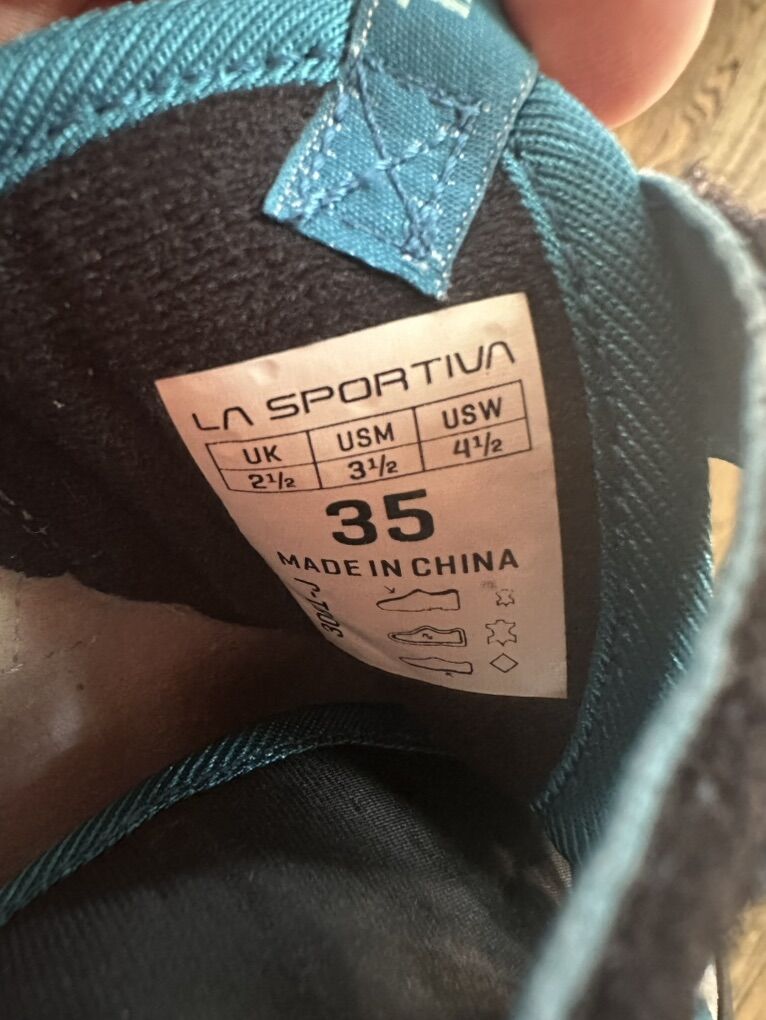 LA SPORTIVA
UK USM USW
2½ 3½ 4½
35
MADE IN CHINA